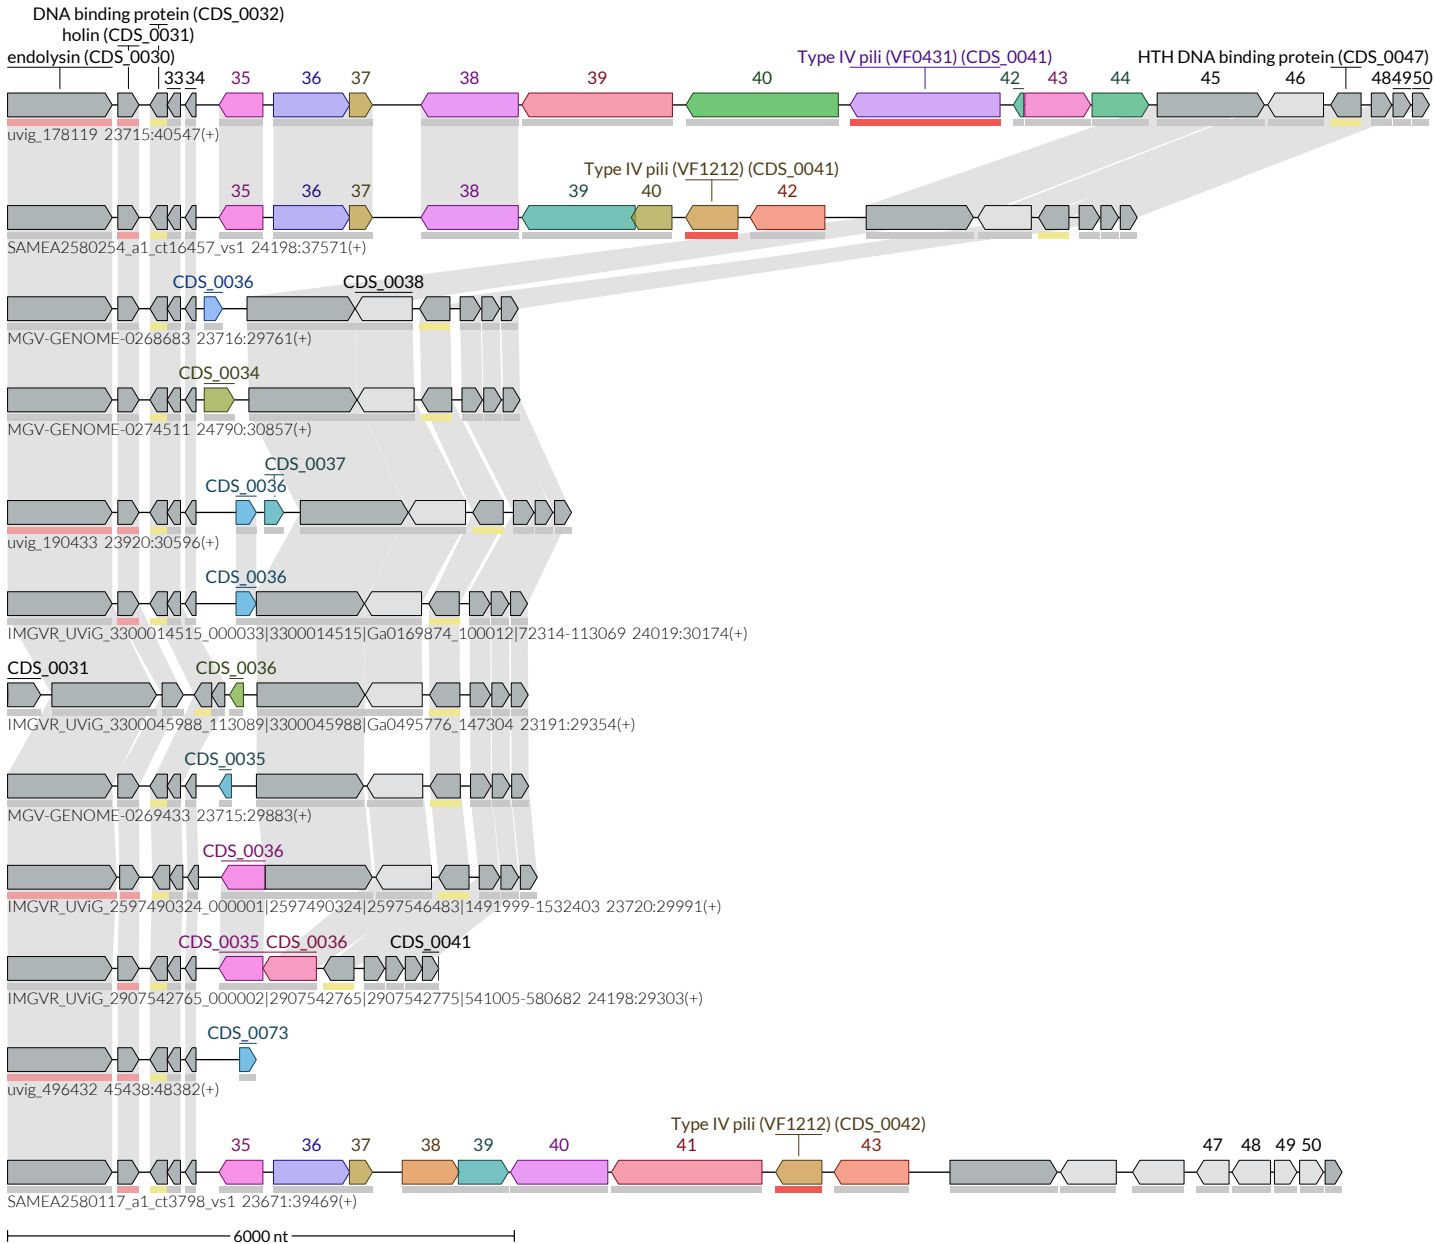 DNA binding protein (CDS_0032)
holin (CDS_0031)
endolysin (CDS_0030) Type IV pili (VF0431) (CDS_0041) HTH DNA binding protein (CDS_0047)
33 34 35 36 37 38 39 40 42 43 44 45 46 48 49 50
uvig_178119 23715:40547(+)
Type IV pili (VF1212) (CDS_0041)
35 36 37 38 39 40 42
SAMEA2580254_a1_ct16457_vs1 24198:37571(+)
CDS_0036 CDS_0038
MGV-GENOME-0268683 23716:29761(+)
CDS_0034
MGV-GENOME-0274511 24790:30857(+)
CDS_0037
CDS_0036
uvig_190433 23920:30596(+)
CDS_0036
IMGVR_UViG_3300014515_000033|3300014515|Ga0169874_100012|72314-113069 24019:30174(+)
CDS_0031 CDS_0036
IMGVR_UViG_3300045988_113089|3300045988|Ga0495776_147304 23191:29354(+)
CDS_0035
MGV-GENOME-0269433 23715:29883(+)
CDS_0036
IMGVR_UViG_2597490324_000001|2597490324|2597546483|1491999-1532403 23720:29991(+)
CDS_0035 CDS_0036 CDS_0041
IMGVR_UViG_2907542765_000002|2907542765|2907542775|541005-580682 24198:29303(+)
CDS_0073
uvig_496432 45438:48382(+)
Type IV pili (VF1212) (CDS_0042)
35 36 37 38 39 40 41 43 47 48 49 50
SAMEA2580117_a1_ct3798_vs1 23671:39469(+)
6000 nt